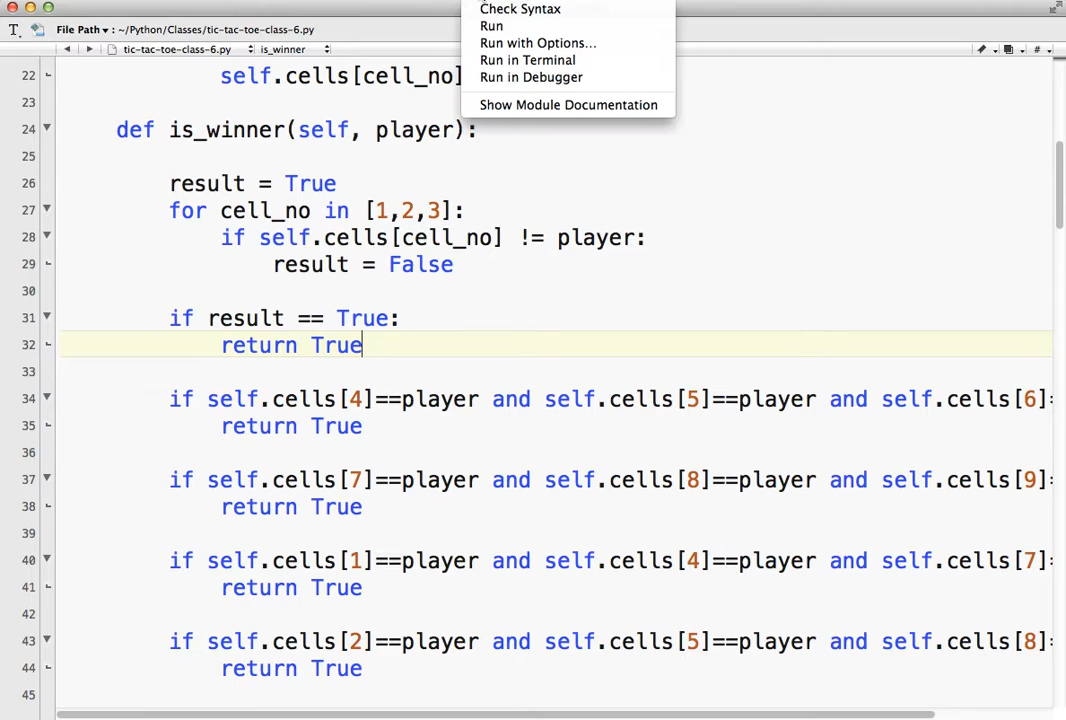 Check Syntax
Run
Run with Options...
Run in Terminal
Run in Debugger
Show Module Documentation
File Path ▾ : ~/Python/Classes/tic-tac-toe-class-6.py
tic-tac-toe-class-6.py is_winner #
22 self.cells[cell_no]
23
24 def is_winner(self, player):
25
26 result = True
27 for cell_no in [1,2,3]:
28 if self.cells[cell_no] != player:
29 result = False
30
31 if result == True:
32 return True
33
34 if self.cells[4]==player and self.cells[5]==player and self.cells[6]=
35 return True
36
37 if self.cells[7]==player and self.cells[8]==player and self.cells[9]=
38 return True
39
40 if self.cells[1]==player and self.cells[4]==player and self.cells[7]=
41 return True
42
43 if self.cells[2]==player and self.cells[5]==player and self.cells[8]=
44 return True
45